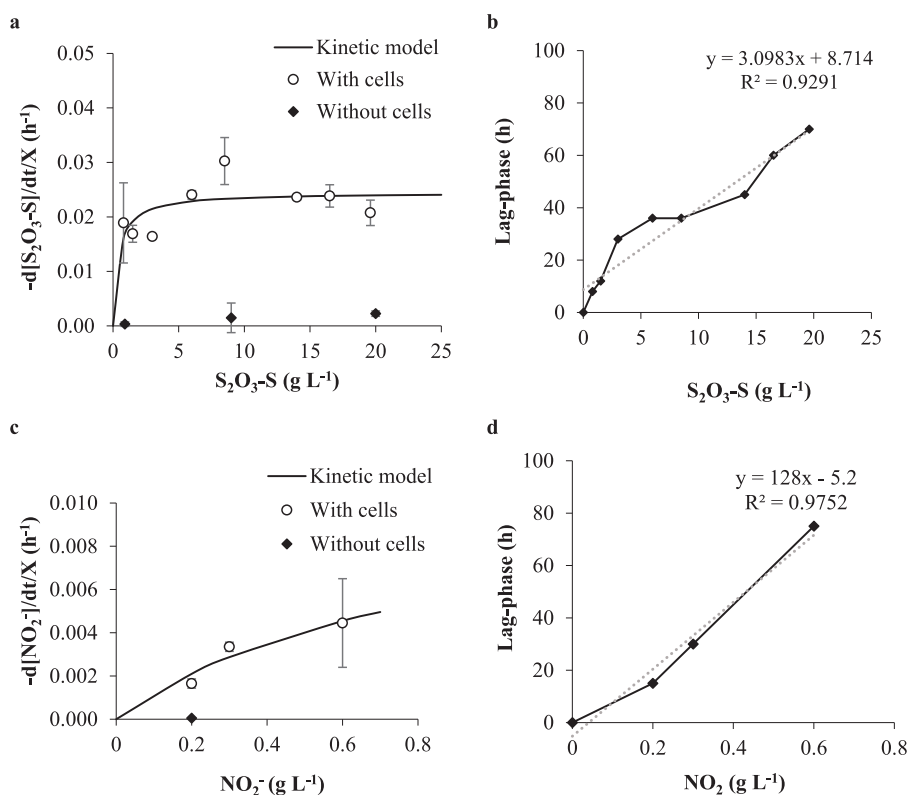 a
-d[S₂O₃-S]/dt/X (h⁻¹)
0.05
0.04
0.03
0.02
0.01
0.00
Kinetic model
With cells
Without cells
0 5 10 15 20 25
S₂O₃-S (g L⁻¹)
b
Lag-phase (h)
100
80
60
40
20
0
y = 3.0983x + 8.714
R² = 0.9291
0 5 10 15 20 25
S₂O₃-S (g L⁻¹)
c
-d[NO₂⁻]/dt/X (h⁻¹)
0.010
0.008
0.006
0.004
0.002
0.000
Kinetic model
With cells
Without cells
0 0.2 0.4 0.6 0.8
NO₂⁻ (g L⁻¹)
d
Lag-phase (h)
100
80
60
40
20
0
y = 128x - 5.2
R² = 0.9752
0.0 0.2 0.4 0.6 0.8
NO₂ (g L⁻¹)